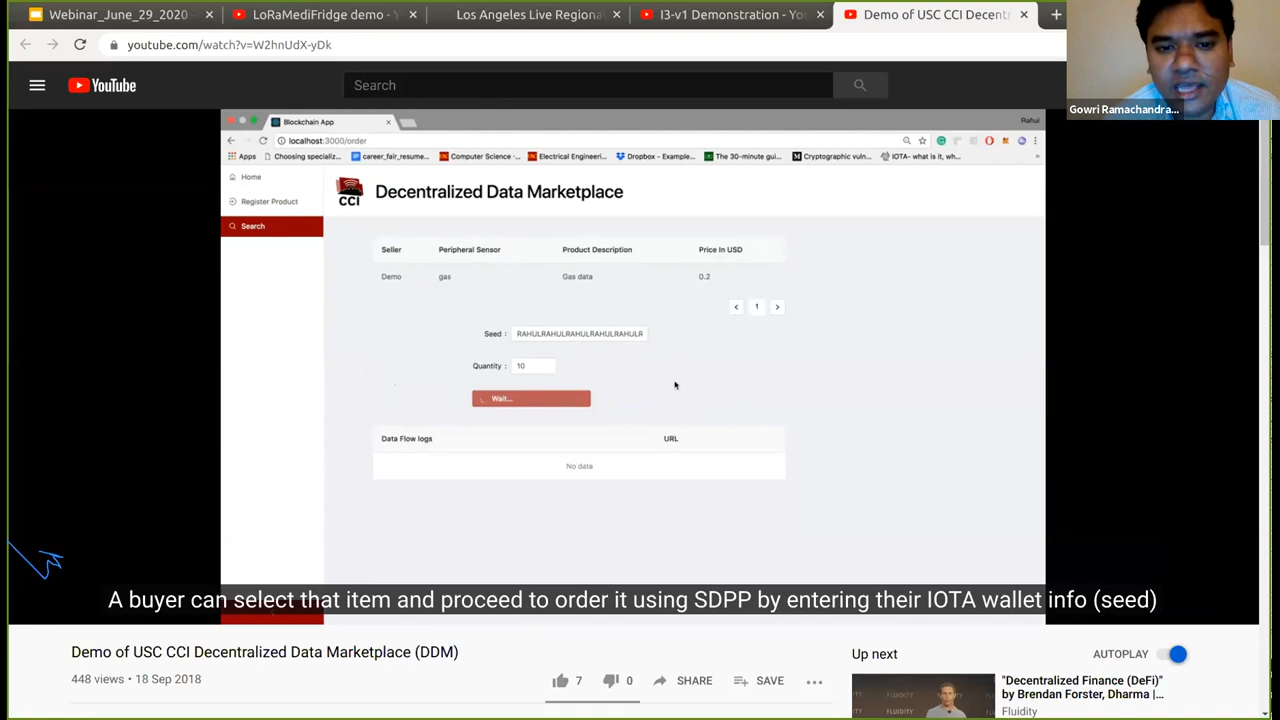 Webinar_June_29_2020
LoRaMediFridge demo - Yo
Los Angeles Live Regiona
I3-v1 Demonstration - You
Demo of USC CCI Decentr
youtube.com/watch?v=W2hnUdX-yDk
Gowri Ramachandra...
YouTube
Search
Blockchain App
Rahul
localhost:3000/order
Apps
Choosing specializ...
career_fair_resume...
Computer Science -...
Electrical Engineeri...
Dropbox - Example...
The 30-minute gui...
Cryptographic vuln...
IOTA- what is it, wh...
Home
Register Product
Search
CCI
Decentralized Data Marketplace
Seller Peripheral Sensor Product Description Price In USD
Demo gas Gas data 0.2
< 1 >
Seed : RAHULRAHULRAHULRAHULRAHULR
Quantity : 10
Wait...
Data Flow logs URL
No data
A buyer can select that item and proceed to order it using SDPP by entering their IOTA wallet info (seed)
Demo of USC CCI Decentralized Data Marketplace (DDM)
448 views • 18 Sep 2018
7 0 SHARE SAVE ...
Up next
AUTOPLAY
"Decentralized Finance (DeFi)"
by Brendan Forster, Dharma |...
Fluidity
FLUIDITY